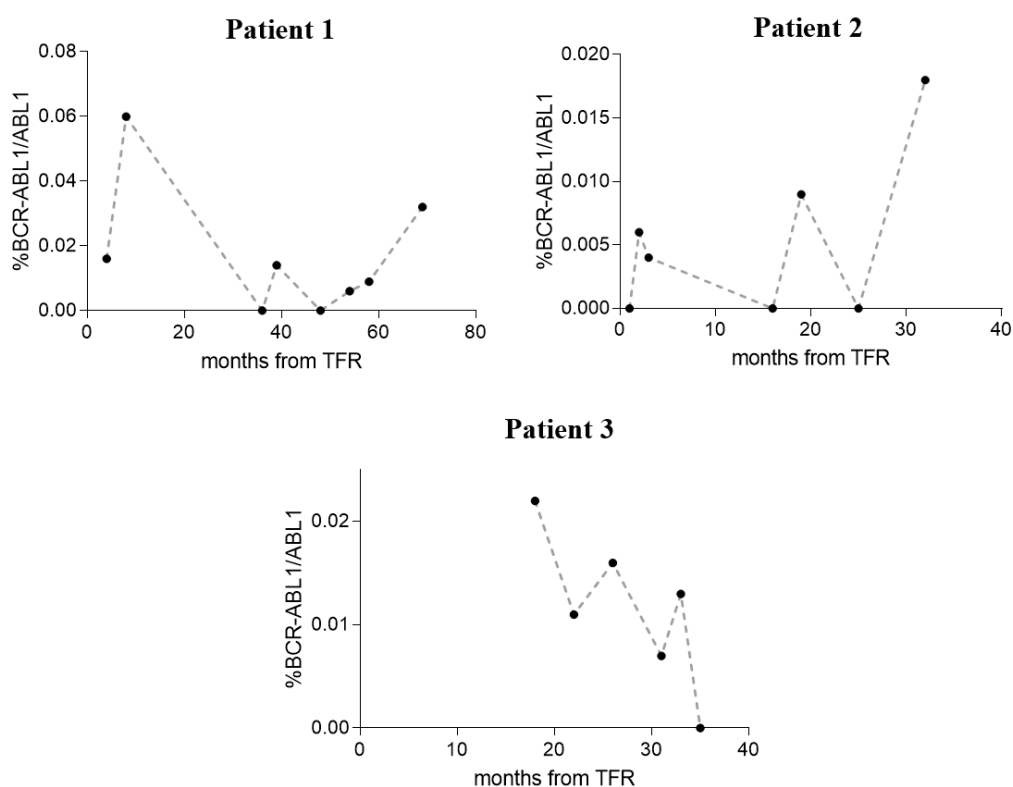 Patient 1
%BCR-ABL1/ABL1
0.08
0.06
0.04
0.02
0.00
0 20 40 60 80
months from TFR
Patient 2
%BCR-ABL1/ABL1
0.020
0.015
0.010
0.005
0.000
0 10 20 30 40
months from TFR
Patient 3
%BCR-ABL1/ABL1
0.02
0.01
0.00
0 10 20 30 40
months from TFR